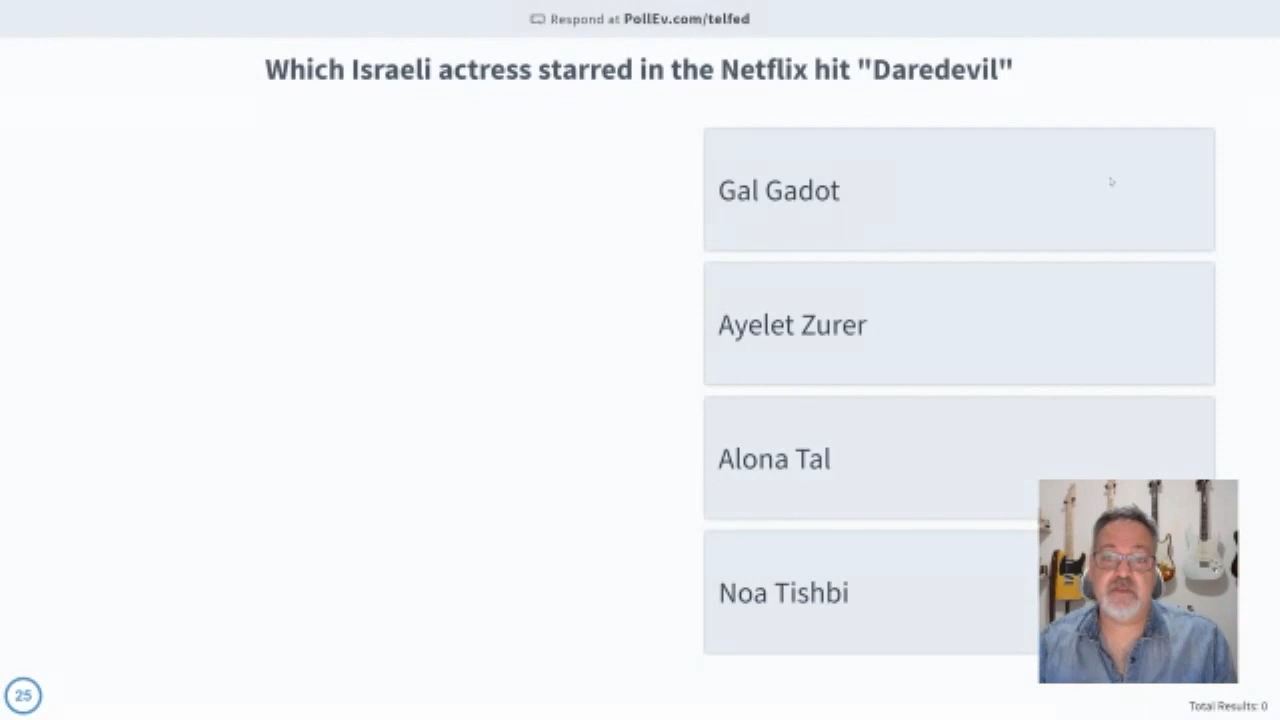 Respond at PollEv.com/telfed
Which Israeli actress starred in the Netflix hit "Daredevil"
Gal Gadot
Ayelet Zurer
Alona Tal
Noa Tishbi
25
Total Results: 0